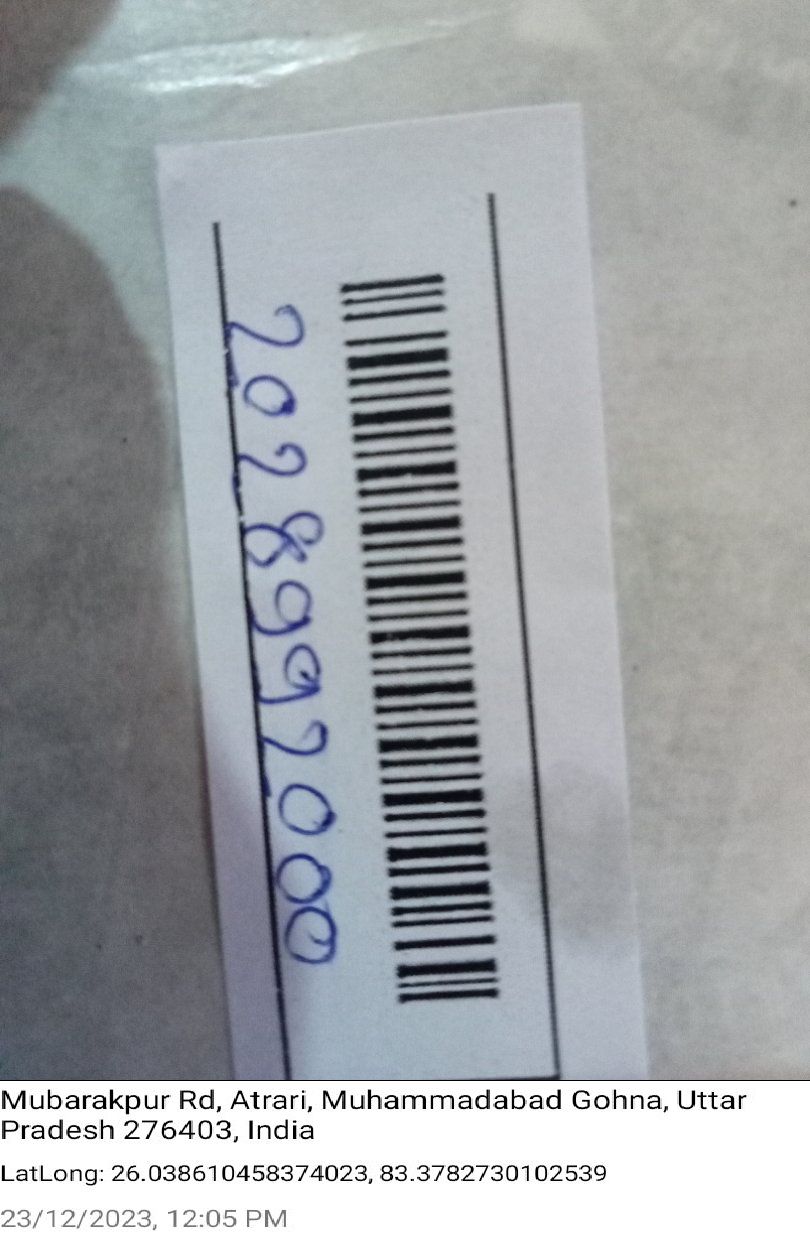 2028992000
Mubarakpur Rd, Atrari, Muhammadabad Gohna, Uttar
Pradesh 276403, India
LatLong: 26.038610458374023, 83.3782730102539
23/12/2023, 12:05 PM